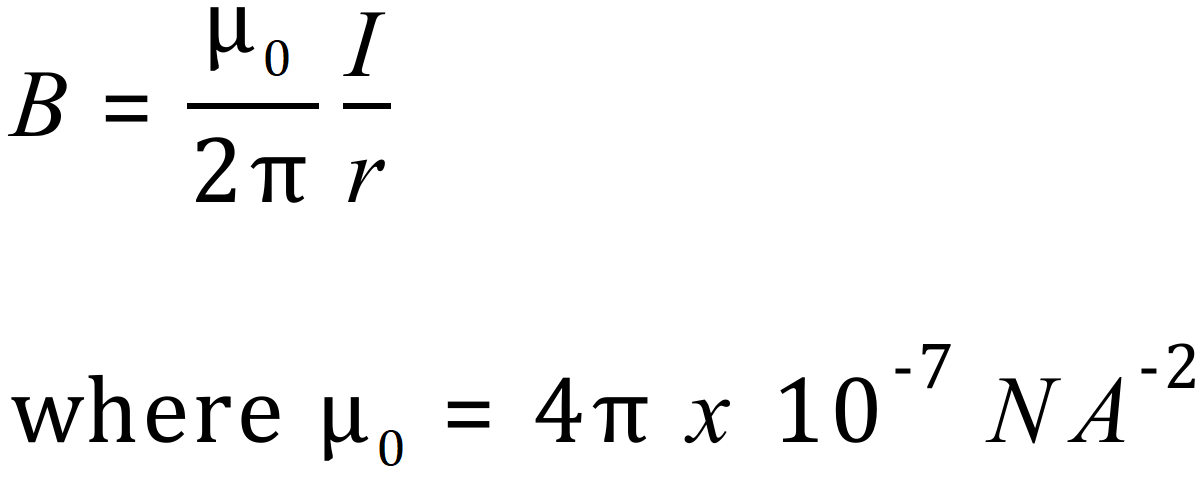 B = μ₀/2π I/r
where μ₀ = 4π x 10⁻⁷ NA⁻²